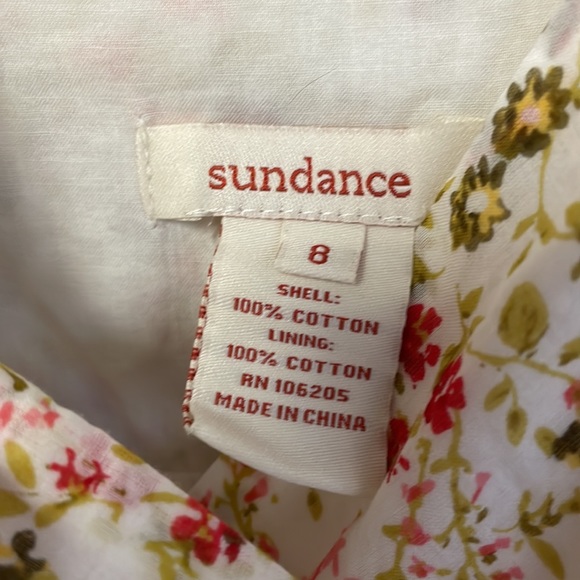 sundance
8
SHELL:
100% COTTON
LINING:
100% COTTON
RN 106205
MADE IN CHINA